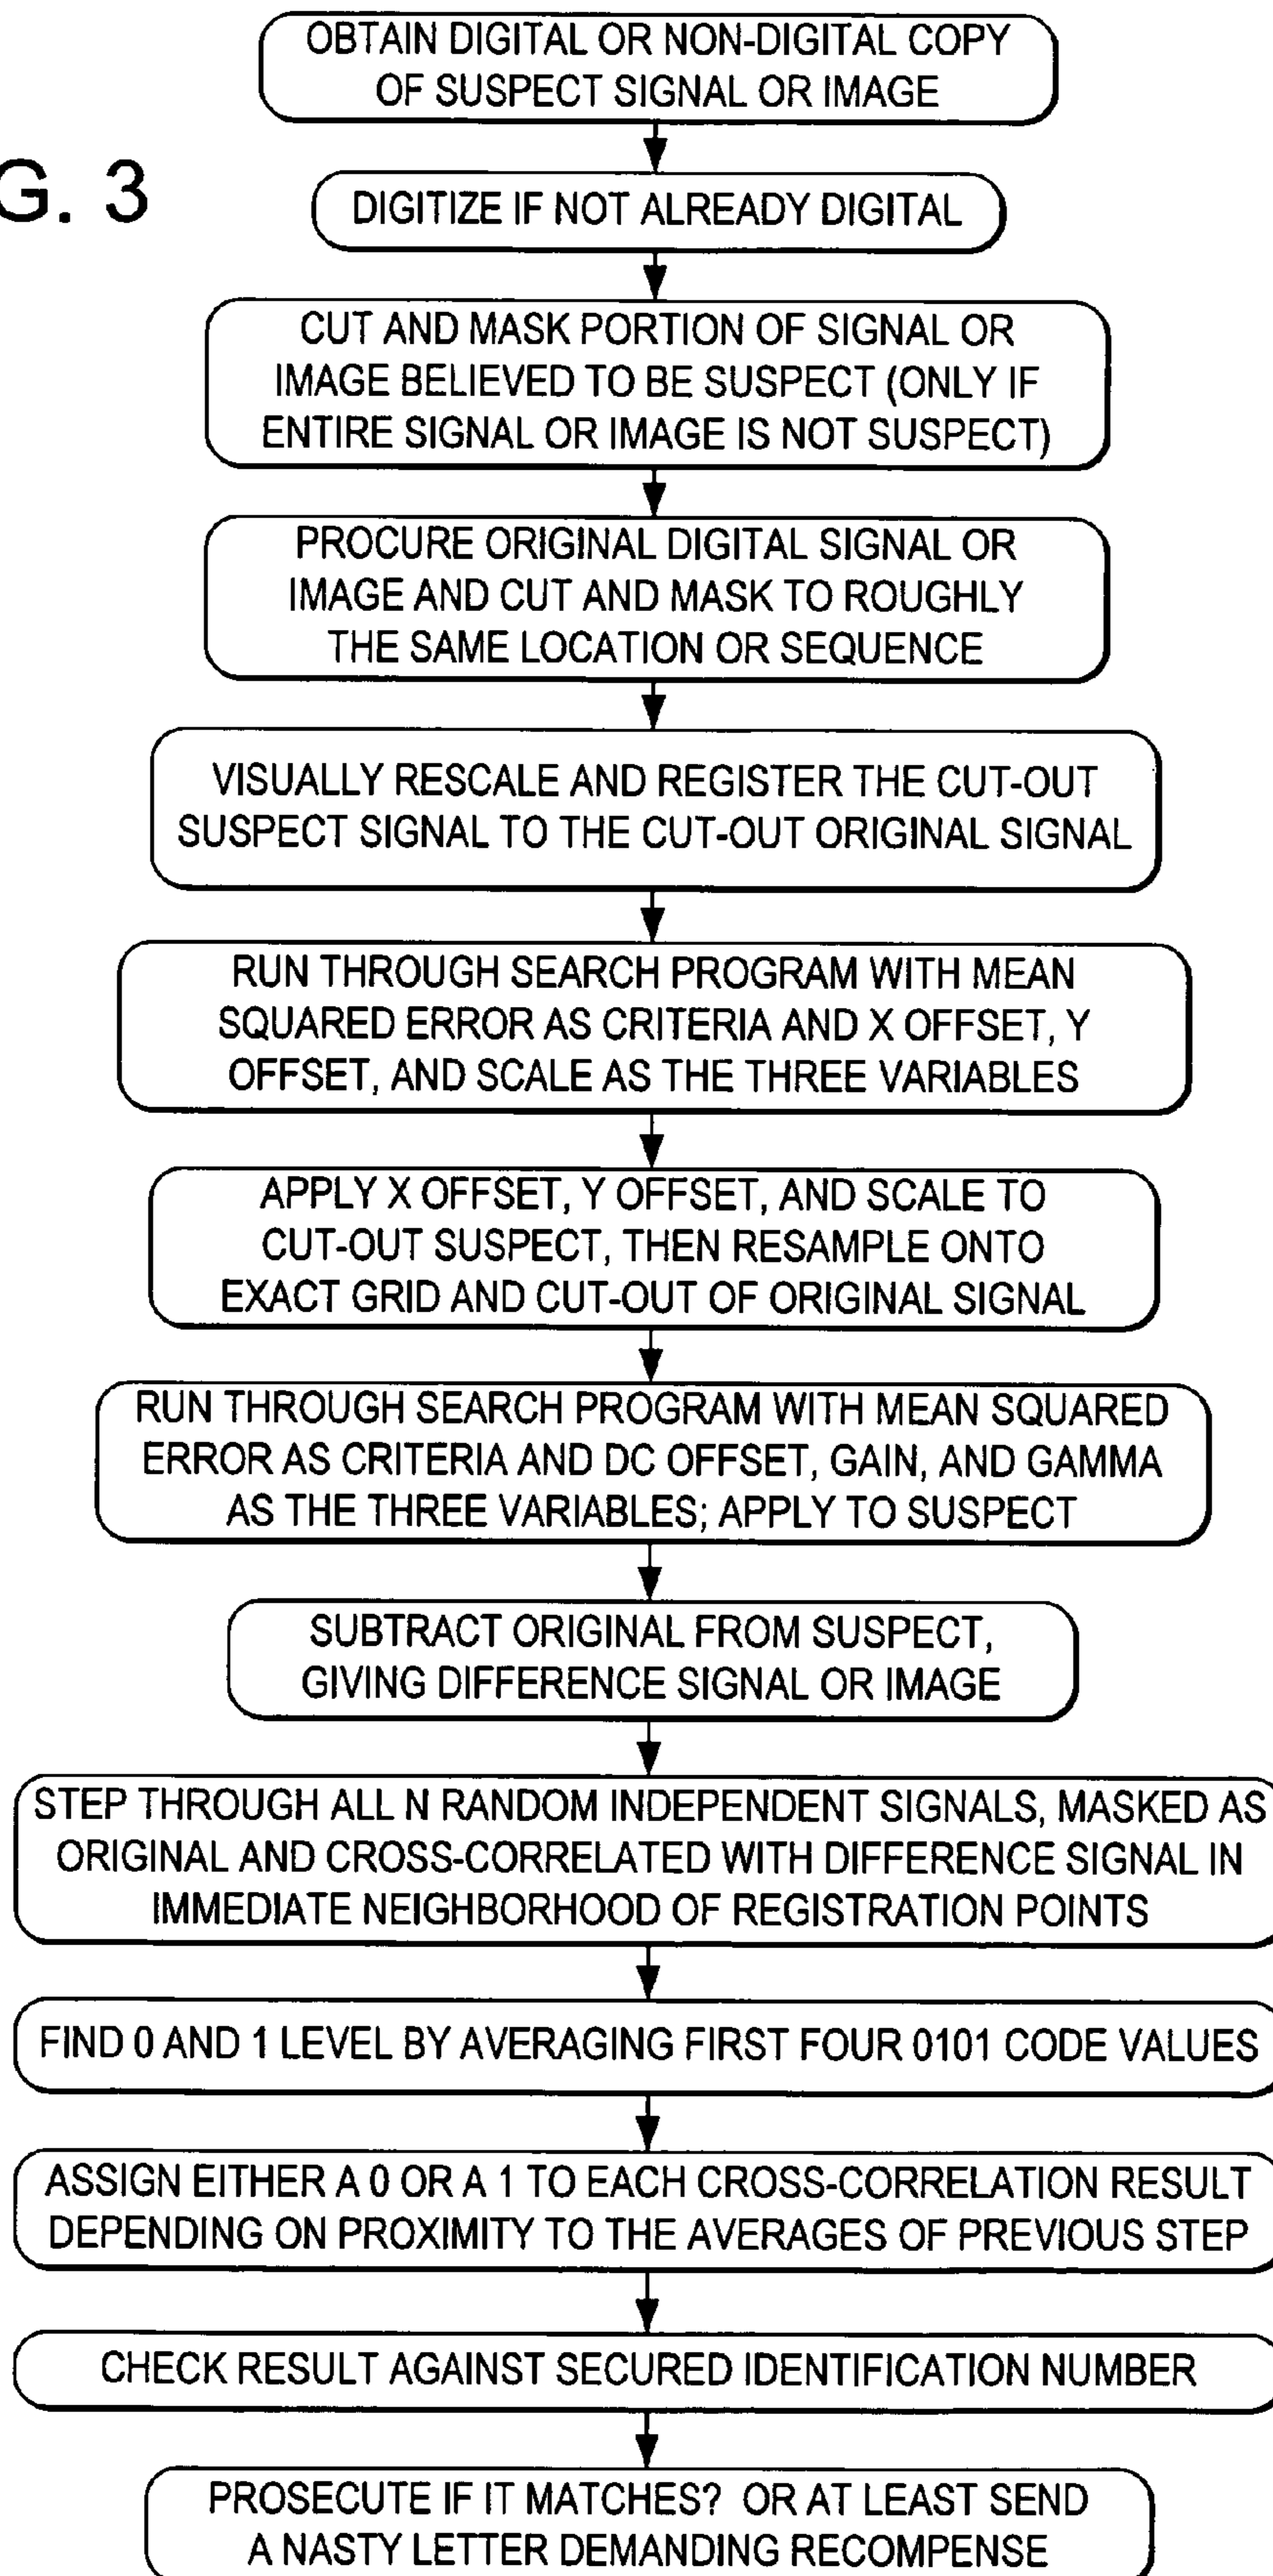 OBTAIN DIGITAL OR NON-DIGITAL COPY
OF SUSPECT SIGNAL OR IMAGE
G. 3
DIGITIZE IF NOT ALREADY DIGITAL
CUT AND MASK PORTION OF SIGNAL OR
IMAGE BELIEVED TO BE SUSPECT (ONLY IF
ENTIRE SIGNAL OR IMAGE IS NOT SUSPECT)
PROCURE ORIGINAL DIGITAL SIGNAL OR
IMAGE AND CUT AND MASK TO ROUGHLY
THE SAME LOCATION OR SEQUENCE
VISUALLY RESCALE AND REGISTER THE CUT-OUT
SUSPECT SIGNAL TO THE CUT-OUT ORIGINAL SIGNAL
RUN THROUGH SEARCH PROGRAM WITH MEAN
SQUARED ERROR AS CRITERIA AND X OFFSET, Y
OFFSET, AND SCALE AS THE THREE VARIABLES
APPLY X OFFSET, Y OFFSET, AND SCALE TO
CUT-OUT SUSPECT, THEN RESAMPLE ONTO
EXACT GRID AND CUT-OUT OF ORIGINAL SIGNAL
RUN THROUGH SEARCH PROGRAM WITH MEAN SQUARED
ERROR AS CRITERIA AND DC OFFSET, GAIN, AND GAMMA
AS THE THREE VARIABLES; APPLY TO SUSPECT
SUBTRACT ORIGINAL FROM SUSPECT,
GIVING DIFFERENCE SIGNAL OR IMAGE
STEP THROUGH ALL N RANDOM INDEPENDENT SIGNALS, MASKED AS
ORIGINAL AND CROSS-CORRELATED WITH DIFFERENCE SIGNAL IN
IMMEDIATE NEIGHBORHOOD OF REGISTRATION POINTS
FIND 0 AND 1 LEVEL BY AVERAGING FIRST FOUR 0101 CODE VALUES
ASSIGN EITHER A 0 OR A 1 TO EACH CROSS-CORRELATION RESULT
DEPENDING ON PROXIMITY TO THE AVERAGES OF PREVIOUS STEP
CHECK RESULT AGAINST SECURED IDENTIFICATION NUMBER
PROSECUTE IF IT MATCHES? OR AT LEAST SEND
A NASTY LETTER DEMANDING RECOMPENSE